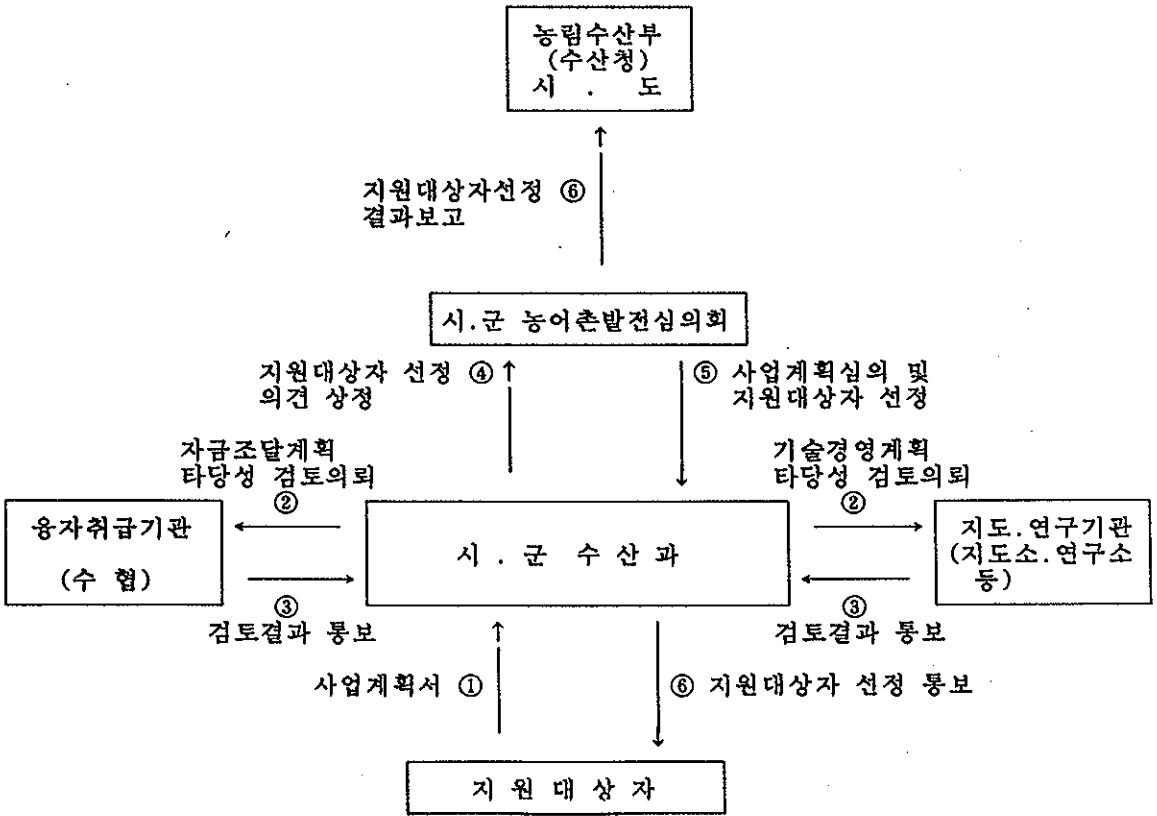 농림수산부
(수산청)
시 . 도
지원대상자선정 ⑥
결과보고
시.군 농어촌발전심의회
지원대상자 선정 ④
의견 상정
⑤ 사업계획심의 및
지원대상자 선정
자금조달계획
타당성 검토의뢰
②
기술경영계획
타당성 검토의뢰
②
융자취급기관
(수 협)
시 . 군 수 산 과
지도.연구기관
(지도소.연구소
등)
③
검토결과 통보
③
검토결과 통보
사업계획서 ①
⑥ 지원대상자 선정 통보
지 원 대 상 자